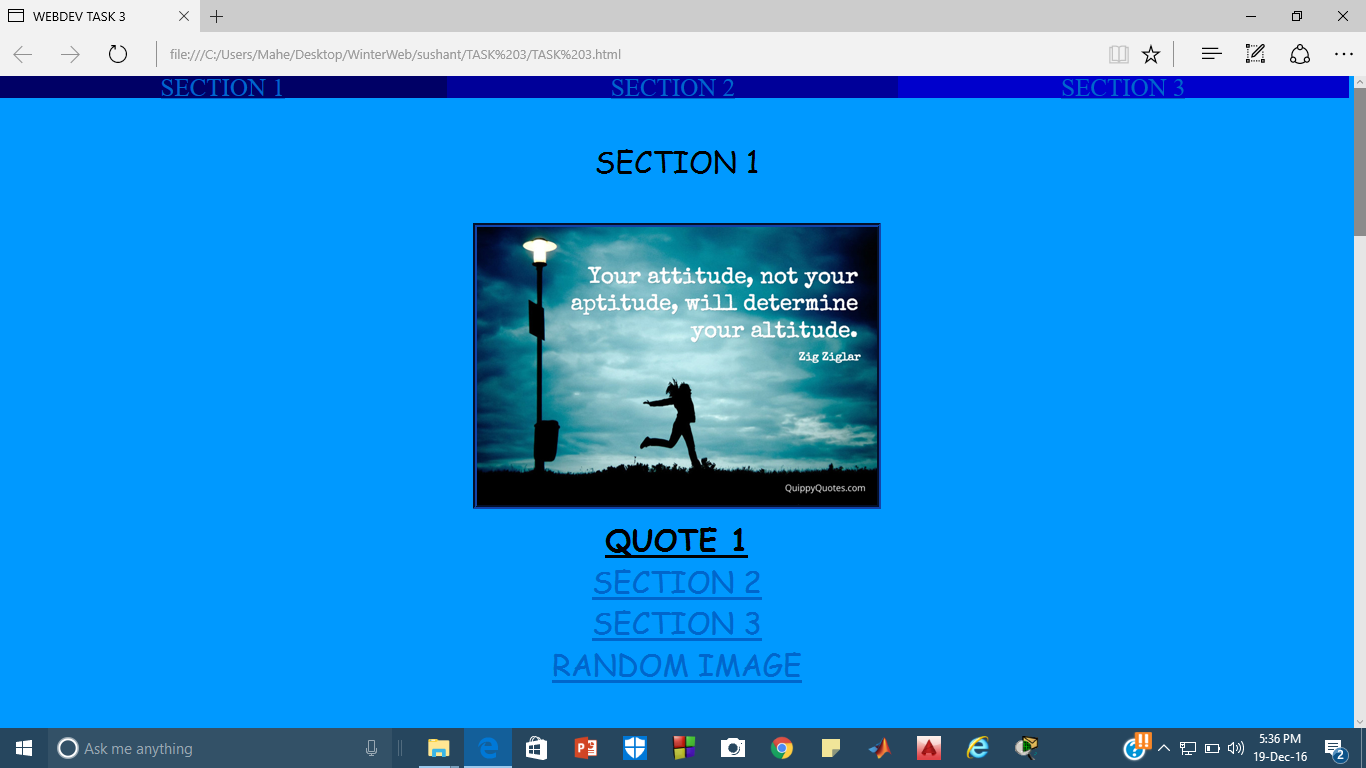 WEBDEV TASK 3
file:///C:/Users/Mahe/Desktop/WinterWeb/sushant/TASK%203/TASK%203.html
SECTION 1 SECTION 2 SECTION 3
SECTION 1
Your attitude, not your
aptitude, will determine
your altitude.
Zig Ziglar
QuippyQuotes.com
QUOTE 1
SECTION 2
SECTION 3
RANDOM IMAGE
Ask me anything
5:36 PM
19-Dec-16
2